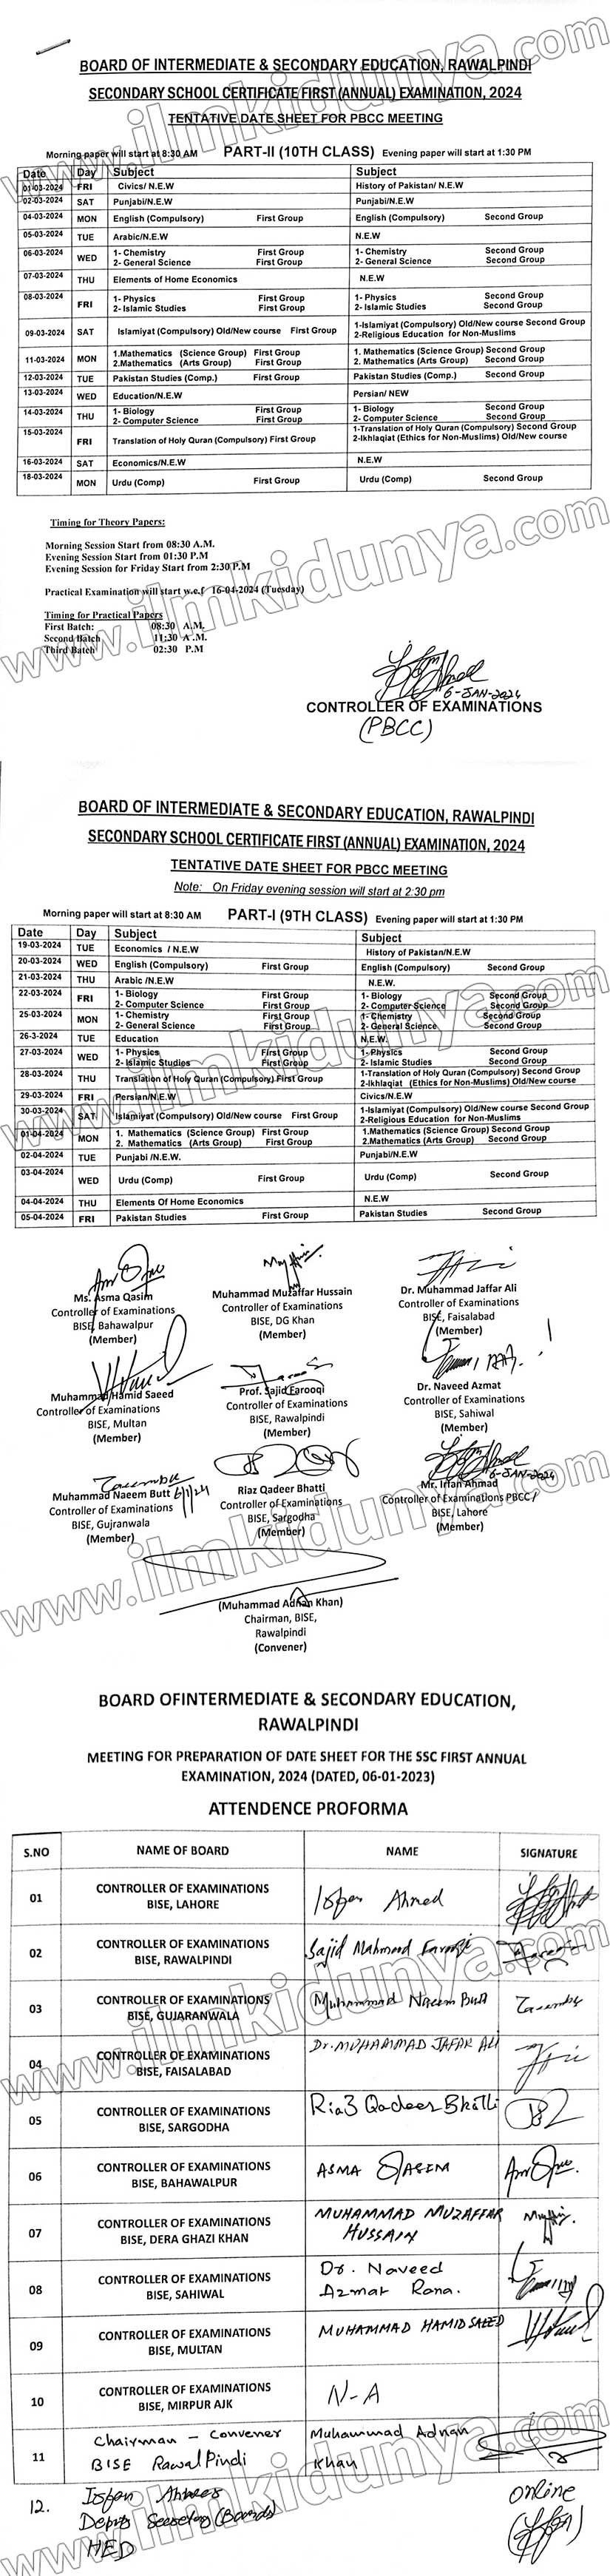 BOARD OF INTERMEDIATE & SECONDARY EDUCATION, RAWALPINDI
SECONDARY SCHOOL CERTIFICATE FIRST (ANNUAL) EXAMINATION, 2024
TENTATIVE DATE SHEET FOR PBCC MEETING
Morning paper will start at 8:30 AM PART-II (10TH CLASS) Evening paper will start at 1:30 PM
Date Day Subject Subject
01-03-2024 FRI Civics/ N.E.W History of Pakistan/ N.E.W
02-03-2024 SAT Punjabi/N.E.W Punjabi/N.E.W
04-03-2024 MON English (Compulsory) First Group English (Compulsory) Second Group
05-03-2024 TUE Arabic/N.E.W N.E.W
06-03-2024 WED 1- Chemistry First Group 1- Chemistry Second Group
2- General Science First Group 2- General Science Second Group
07-03-2024 THU Elements of Home Economics N.E.W
08-03-2024 FRI 1- Physics First Group 1- Physics Second Group
2- Islamic Studies First Group 2- Islamic Studies Second Group
09-03-2024 SAT Islamiyat (Compulsory) Old/New course First Group 1-Islamiyat (Compulsory) Old/New course Second Group
2-Religious Education for Non-Muslims
11-03-2024 MON 1.Mathematics (Science Group) First Group 1. Mathematics (Science Group) Second Group
2.Mathematics (Arts Group) First Group 2. Mathematics (Arts Group) Second Group
12-03-2024 TUE Pakistan Studies (Comp.) First Group Pakistan Studies (Comp.) Second Group
13-03-2024 WED Education/N.E.W Persian/ NEW
14-03-2024 THU 1- Biology First Group 1- Biology Second Group
2- Computer Science First Group 2- Computer Science Second Group
15-03-2024 FRI Translation of Holy Quran (Compulsory) First Group 1-Translation of Holy Quran (Compulsory) Second Group
2-Ikhlaqiat (Ethics for Non-Muslims) Old/New course
16-03-2024 SAT Economics/N.E.W N.E.W
18-03-2024 MON Urdu (Comp) First Group Urdu (Comp) Second Group
Timing for Theory Papers:
Morning Session Start from 08:30 A.M.
Evening Session Start from 01:30 P.M
Evening Session for Friday Start from 2:30 P.M
Practical Examination will start w.e.f 16-04-2024 (Tuesday)
Timing for Practical Papers
First Batch: 08:30 A.M.
Second Batch 11:30 A.M.
Third Batch 02:30 P.M
6-JAN-2024
CONTROLLER OF EXAMINATIONS
(PBCC)
BOARD OF INTERMEDIATE & SECONDARY EDUCATION, RAWALPINDI
SECONDARY SCHOOL CERTIFICATE FIRST (ANNUAL) EXAMINATION, 2024
TENTATIVE DATE SHEET FOR PBCC MEETING
Note: On Friday evening session will start at 2:30 pm
Morning paper will start at 8:30 AM PART-I (9TH CLASS) Evening paper will start at 1:30 PM
Date Day Subject Subject
19-03-2024 TUE Economics / N.E.W History of Pakistan/N.E.W
20-03-2024 WED English (Compulsory) First Group English (Compulsory) Second Group
21-03-2024 THU Arabic /N.E.W N.E.W.
22-03-2024 FRI 1- Biology First Group 1- Biology Second Group
2- Computer Science First Group 2- Computer Science Second Group
25-03-2024 MON 1- Chemistry First Group 1- Chemistry Second Group
2- General Science First Group 2- General Science Second Group
26-3-2024 TUE Education N.E.W.
27-03-2024 WED 1- Physics First Group 1-Physics Second Group
2- Islamic Studies First Group 2- Islamic Studies Second Group
28-03-2024 THU Translation of Holy Quran (Compulsory) First Group 1-Translation of Holy Quran (Compulsory) Second Group
2-Ikhlaqiat (Ethics for Non-Muslims) Old/New course
29-03-2024 FRI Persian/N.E.W Civics/N.E.W
30-03-2024 SAT Islamiyat (Compulsory) Old/New course First Group 1-Islamiyat (Compulsory) Old/New course Second Group
2-Religious Education for Non-Muslims
01-04-2024 MON 1. Mathematics (Science Group) First Group 1.Mathematics (Science Group) Second Group
2. Mathematics (Arts Group) First Group 2.Mathematics (Arts Group) Second Group
02-04-2024 TUE Punjabi /N.E.W. Punjabi/N.E.W
03-04-2024 WED Urdu (Comp) First Group Urdu (Comp) Second Group
04-04-2024 THU Elements Of Home Economics N.E.W
05-04-2024 FRI Pakistan Studies First Group Pakistan Studies Second Group
Ms. Asma Qasim Muhammad Muzaffar Hussain Dr. Muhammad Jaffar Ali
Controller of Examinations Controller of Examinations Controller of Examinations
BISE, Bahawalpur BISE, DG Khan BISE, Faisalabad
(Member) (Member) (Member)
Muhammad Hamid Saeed Prof. Sajid Farooqi Dr. Naveed Azmat
Controller of Examinations Controller of Examinations Controller of Examinations
BISE, Multan BISE, Rawalpindi BISE, Sahiwal
(Member) (Member) (Member)
6-JAN-2024
Muhammad Naeem Butt 6/1/24 Riaz Qadeer Bhatti Mr. Irfan Ahmad
Controller of Examinations Controller of Examinations Controller of Examinations PBCC/
BISE, Gujranwala BISE, Sargodha BISE, Lahore
(Member) (Member) (Member)
(Muhammad Adnan Khan)
Chairman, BISE,
Rawalpindi
(Convener)
BOARD OFINTERMEDIATE & SECONDARY EDUCATION,
RAWALPINDI
MEETING FOR PREPARATION OF DATE SHEET FOR THE SSC FIRST ANNUAL
EXAMINATION, 2024 (DATED, 06-01-2023)
ATTENDENCE PROFORMA
S.NO NAME OF BOARD NAME SIGNATURE
01 CONTROLLER OF EXAMINATIONS BISE, LAHORE Irfan Ahmed
02 CONTROLLER OF EXAMINATIONS BISE, RAWALPINDI Sajid Mahmood Farooqi
03 CONTROLLER OF EXAMINATIONS BISE, GUJARANWALA Muhammad Naeem Butt
04 CONTROLLER OF EXAMINATIONS BISE, FAISALABAD Dr. MUHAMMAD JAFAR ALI
05 CONTROLLER OF EXAMINATIONS BISE, SARGODHA Riaz Qadeer Bhatti
06 CONTROLLER OF EXAMINATIONS BISE, BAHAWALPUR ASMA QASIM
07 CONTROLLER OF EXAMINATIONS BISE, DERA GHAZI KHAN MUHAMMAD MUZAFFAR HUSSAIN
08 CONTROLLER OF EXAMINATIONS BISE, SAHIWAL Dr. Naveed Azmat Rana.
09 CONTROLLER OF EXAMINATIONS BISE, MULTAN MUHAMMAD HAMID SAEED
10 CONTROLLER OF EXAMINATIONS BISE, MIRPUR AJK N-A
11 Chairman - Convener BISE RawalPindi Muhammad Adnan Khan
12. Deputy Secretary (Boards) HED online
www.ilmkidunya.com
www.ilmkidunya.com
www.ilmkidunya.com
www.ilmkidunya.com
www.ilmkidunya.com
www.ilmkidunya.com